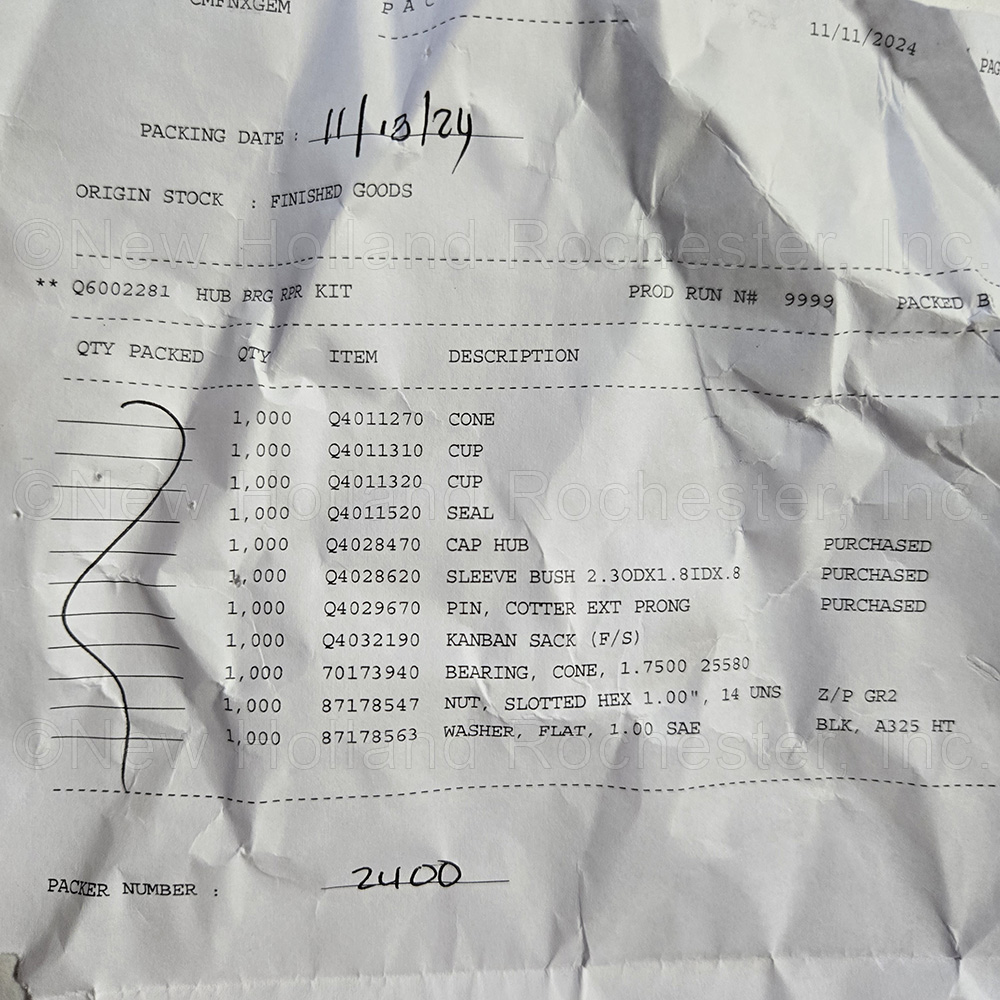 CMFNXGEM P A C
11/11/2024
PAG
PACKING DATE : 11/13/24
ORIGIN STOCK : FINISHED GOODS
©New Holland Rochester, Inc.
** Q6002281 HUB BRG RPR KIT PROD RUN N# 9999 PACKED B
QTY PACKED QTY ITEM DESCRIPTION
1,000 Q4011270 CONE
1,000 Q4011310 CUP
1,000 Q4011320 CUP
©New Holland Rochester, Inc.
1,000 Q4011520 SEAL
1,000 Q4028470 CAP HUB PURCHASED
1,000 Q4028620 SLEEVE BUSH 2.3ODX1.8IDX.8 PURCHASED
1,000 Q4029670 PIN, COTTER EXT PRONG PURCHASED
1,000 Q4032190 KANBAN SACK (F/S)
1,000 70173940 BEARING, CONE, 1.7500 25580
1,000 87178547 NUT, SLOTTED HEX 1.00", 14 UNS Z/P GR2
1,000 87178563 WASHER, FLAT, 1.00 SAE BLK, A325 HT
©New Holland Rochester, Inc.
PACKER NUMBER : 2400